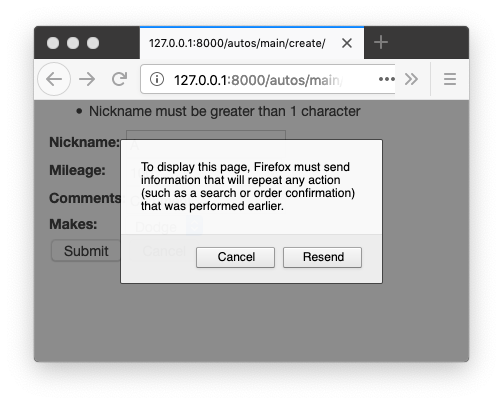 127.0.0.1:8000/autos/main/create/
127.0.0.1:8000/autos/main/
• Nickname must be greater than 1 character
Nickname:
Mileage:
Comments
Makes:
Submit
Cancel
To display this page, Firefox must send
information that will repeat any action
(such as a search or order confirmation)
that was performed earlier.
Cancel
Resend